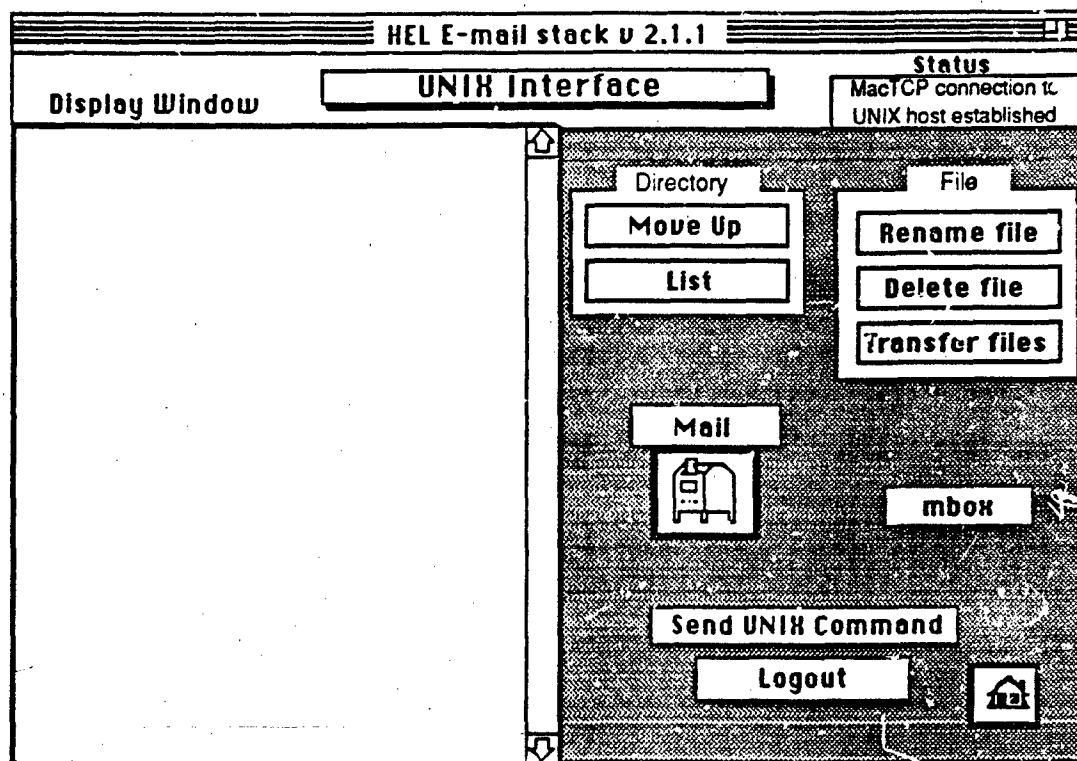 HEL E-mail stack v 2.1.1
Display Window
UNIX Interface
Status
MacTCP connection to
UNIX host established
Directory
Move Up
List
File
Rename file
Delete file
Transfer files
Mail
mbox
Send UNIX Command
Logout